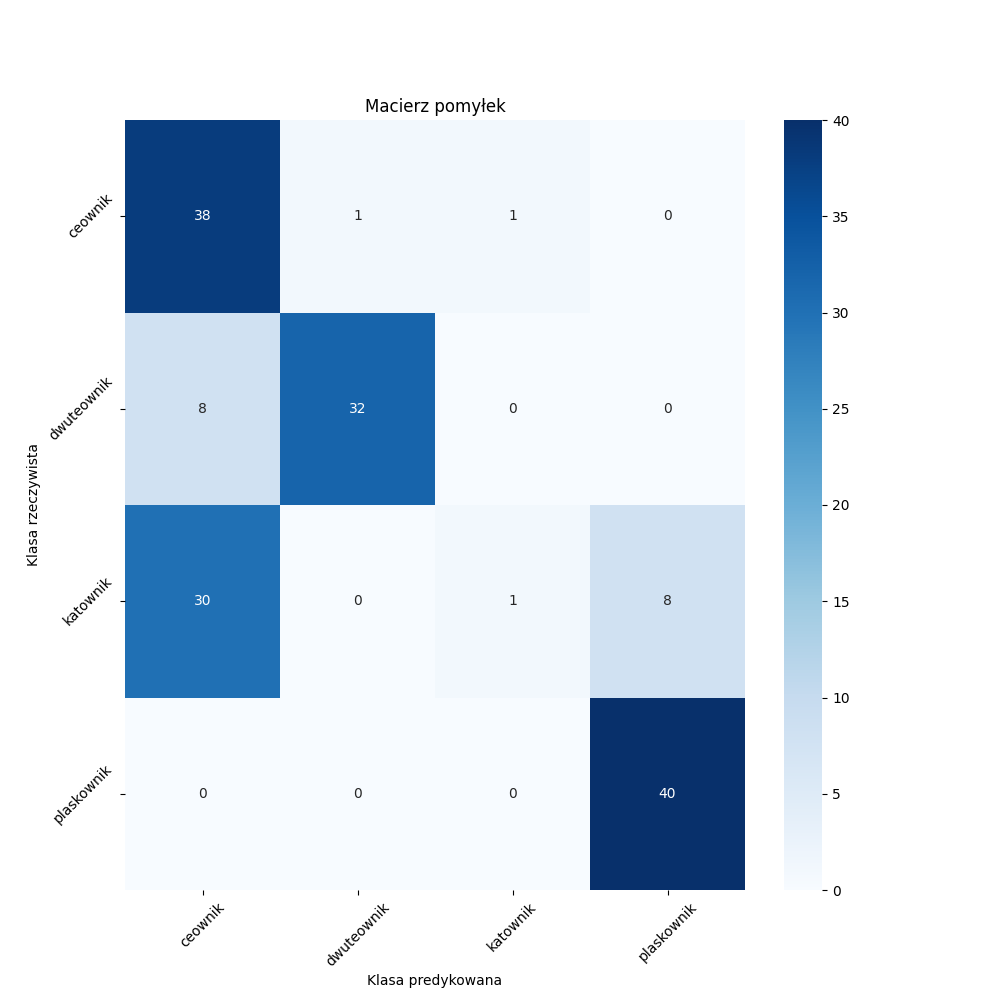 Macierz pomyłek
Klasa rzeczywista
ceownik 38 1 1 0
dwuteownik 8 32 0 0
katownik 30 0 1 8
plaskownik 0 0 0 40
ceownik dwuteownik katownik plaskownik
Klasa predykowana
40
35
30
25
20
15
10
5
0